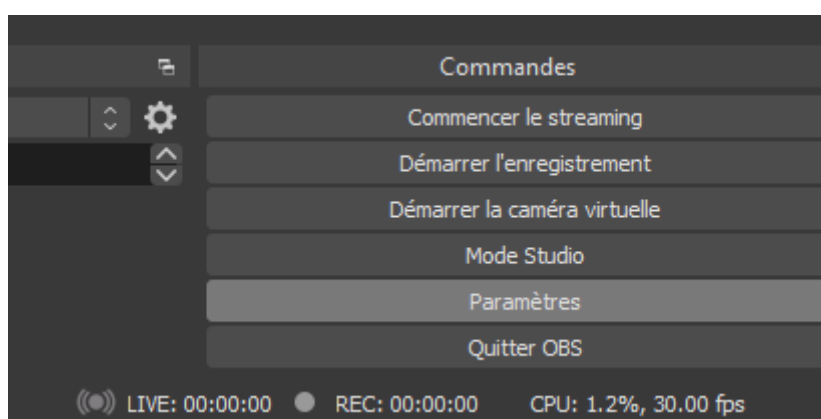 Commandes
Commencer le streaming
Démarrer l'enregistrement
Démarrer la caméra virtuelle
Mode Studio
Paramètres
Quitter OBS
LIVE: 00:00:00 REC: 00:00:00 CPU: 1.2%, 30.00 fps